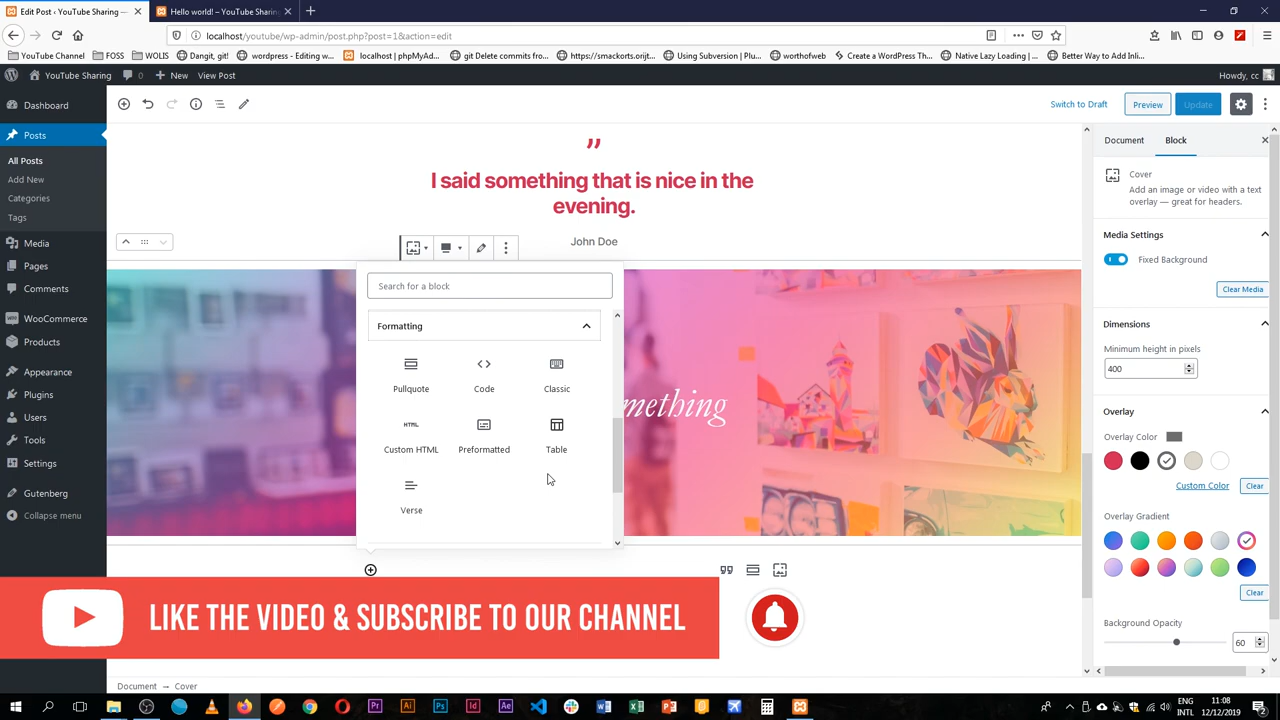 Edit Post ‹ YouTube Sharing —
Hello world! – YouTube Sharing
localhost/youtube/wp-admin/post.php?post=1&action=edit
YouTube Channel
FOSS
WOLIS
Dangit, git!
wordpress - Editing w...
localhost | phpMyAd...
git Delete commits fro...
https://smackorts.orijt...
Using Subversion | Plu...
worthofweb
Create a WordPress Th...
Native Lazy Loading |...
Better Way to Add Inli...
YouTube Sharing
0
New
View Post
Howdy, cc
Dashboard
Posts
All Posts
Add New
Categories
Tags
Media
Pages
Comments
WooCommerce
Products
Appearance
Plugins
Users
Tools
Settings
Gutenberg
Collapse menu
Switch to Draft
Preview
Update
”
I said something that is nice in the
evening.
John Doe
Search for a block
Formatting
Pullquote
Code
Classic
HTML
Custom HTML
Preformatted
Table
Verse
mething
Document
Block
Cover
Add an image or video with a text
overlay — great for headers.
Media Settings
Fixed Background
Clear Media
Dimensions
Minimum height in pixels
400
Overlay
Overlay Color
Custom Color
Clear
Overlay Gradient
Clear
Background Opacity
60
LIKE THE VIDEO & SUBSCRIBE TO OUR CHANNEL
Document → Cover
Pr
Ai
Ps
Id
Ae
ENG
INTL
11:08
12/12/2019
2